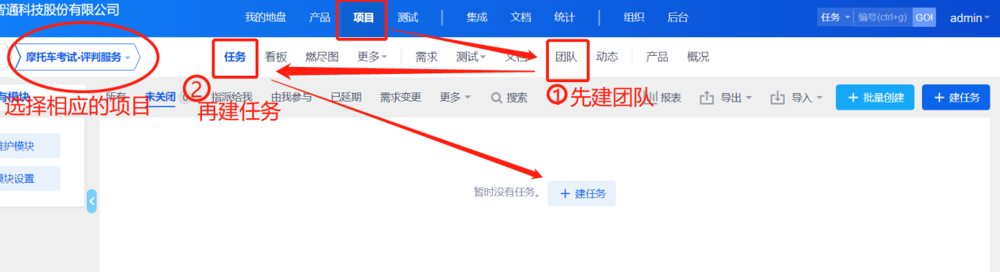 智通科技股份有限公司
我的地盘 产品 项目 测试 集成 文档 统计 组织 后台 任务 编号(ctrl+g) GO! admin
摩托车考试-评判服务 任务 看板 燃尽图 更多 需求 测试 文档 团队 动态 产品 概况
有模块 所有 未关闭 0 指派给我 由我参与 已延期 需求变更 更多 搜索 报表 导出 导入 + 批量创建 + 建任务
选择相应的项目 ②再建任务 ①先建团队
维护模块
模块设置
暂时没有任务。 + 建任务